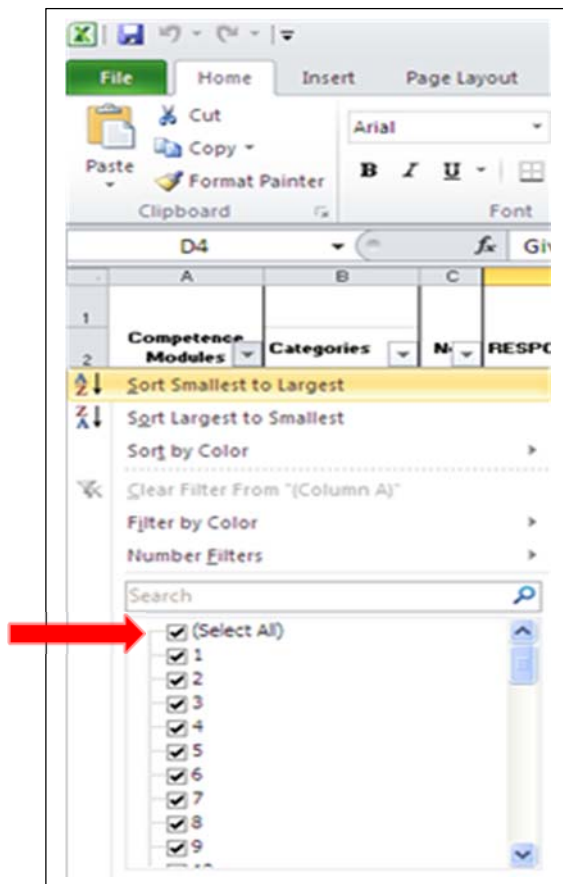 File Home Insert Page Layout
Cut
Copy
Paste
Format Painter
Arial
B I U
Clipboard
Font
D4
fx
A B C
1
2
Competence
Modules
Categories
Sort Smallest to Largest
Sort Largest to Smallest
Sort by Color
Clear Filter From "(Column A)"
Filter by Color
Number Filters
Search
(Select All)
1
2
3
4
5
6
7
8
9